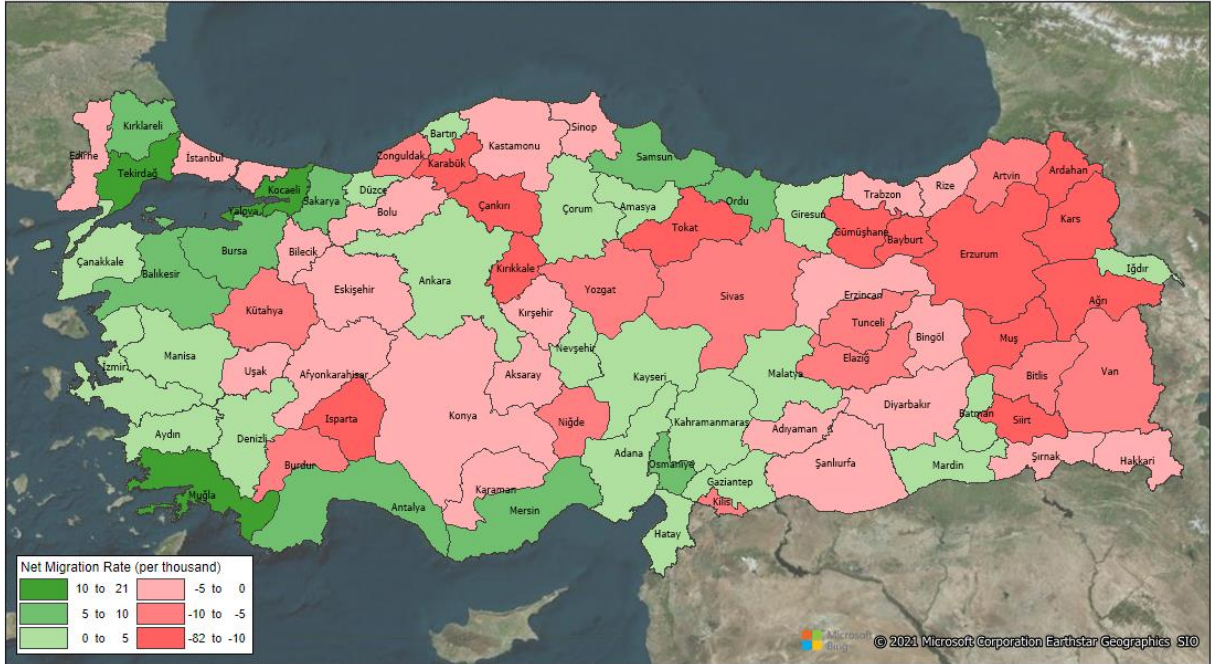 Kırklareli
Edirne
Tekirdağ
İstanbul
Kocaeli
Yalova
Sakarya
Düzce
Bolu
Zonguldak
Bartın
Karabük
Kastamonu
Sinop
Çankırı
Samsun
Çorum
Amasya
Ordu
Tokat
Giresun
Trabzon
Rize
Artvin
Ardahan
Gümüşhane
Bayburt
Kars
Erzurum
Iğdır
Ağrı
Çanakkale
Balıkesir
Bursa
Bilecik
Eskişehir
Ankara
Kırıkkale
Kütahya
Kırşehir
Yozgat
Sivas
Erzincan
Tunceli
Elazığ
Bingöl
Muş
Bitlis
Van
Manisa
İzmir
Uşak
Afyonkarahisar
Konya
Aksaray
Nevşehir
Kayseri
Malatya
Diyarbakır
Batman
Siirt
Aydın
Denizli
Isparta
Burdur
Niğde
Kahramanmaras
Adıyaman
Şanlıurfa
Mardin
Şırnak
Hakkari
Muğla
Antalya
Karaman
Mersin
Adana
Osmaniye
Gaziantep
Kilis
Hatay
Net Migration Rate (per thousand)
10 to 21 -5 to 0
5 to 10 -10 to -5
0 to 5 -82 to -10
Microsoft
Bing
© 2021 Microsoft Corporation Earthstar Geographics SIO